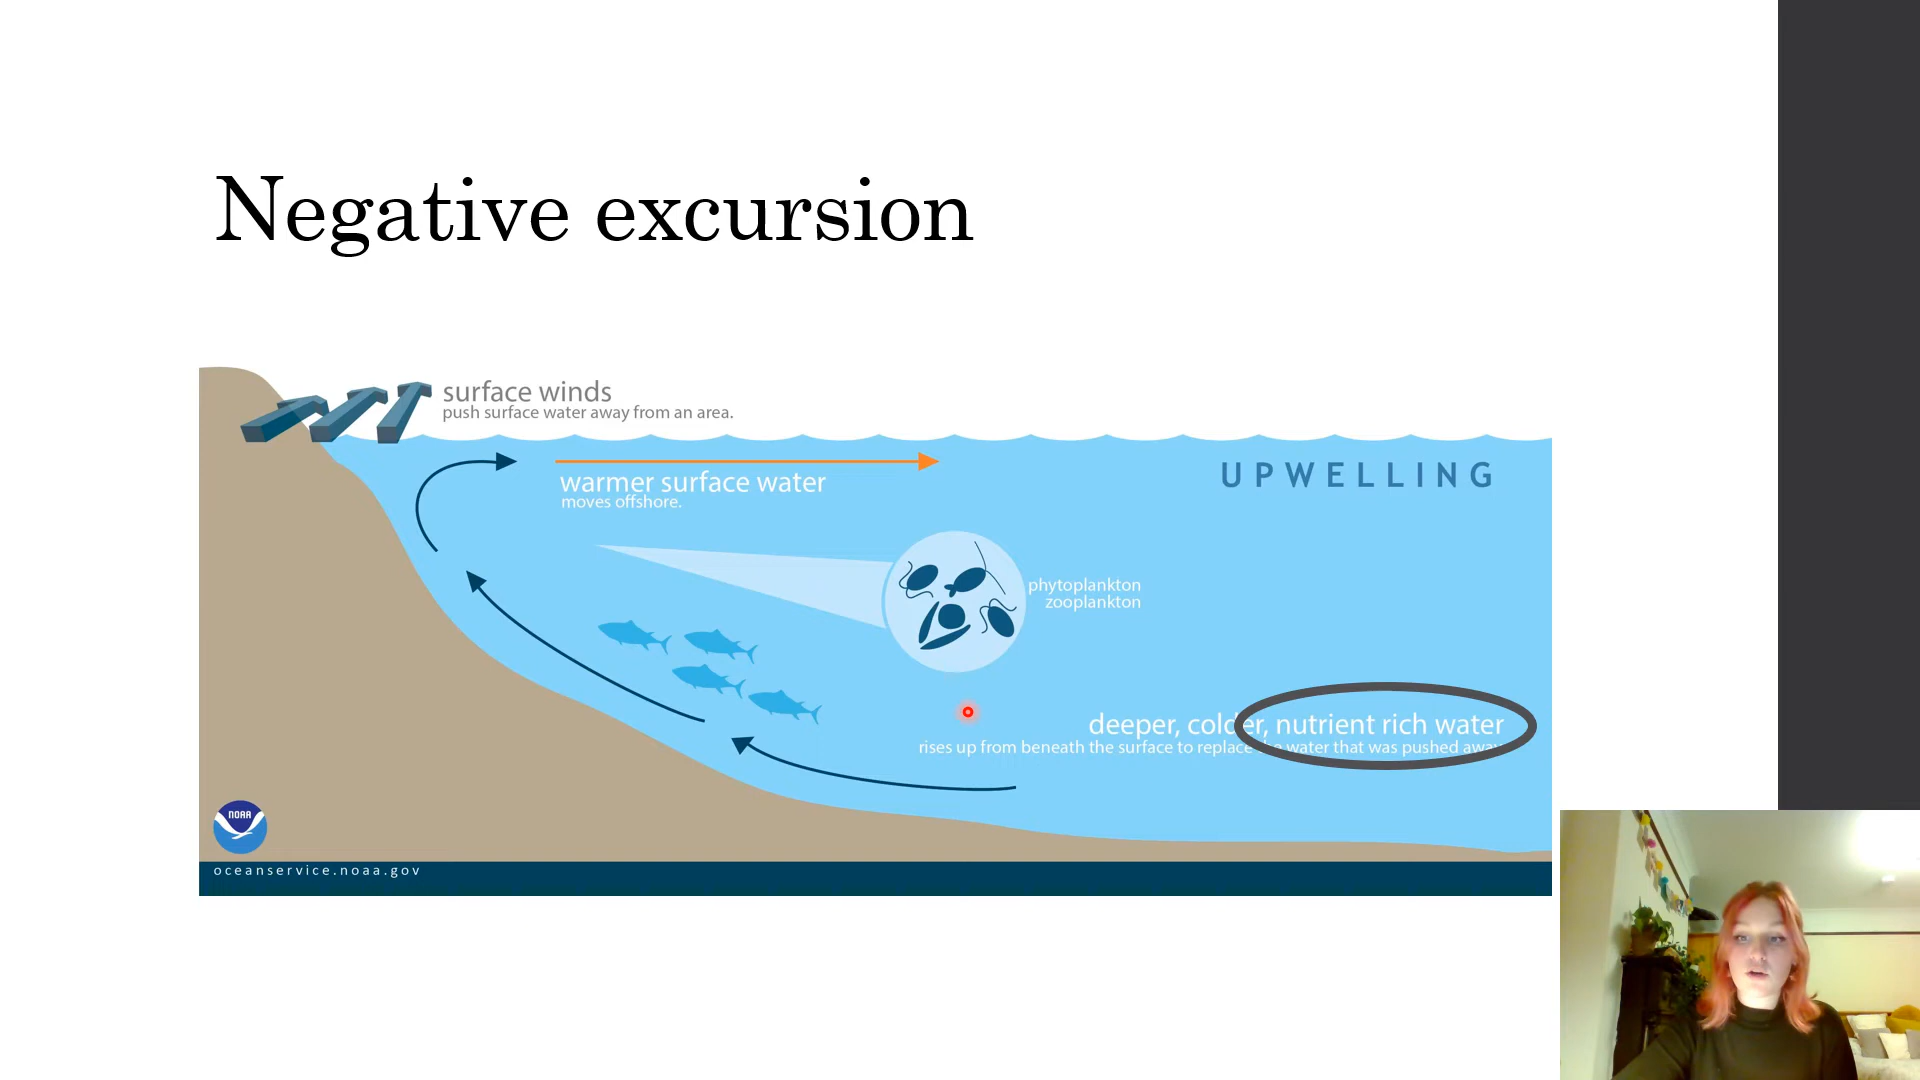 Negative excursion
surface winds
push surface water away from an area.
UPWELLING
warmer surface water
moves offshore.
phytoplankton
zooplankton
deeper, colder, nutrient rich water
rises up from beneath the surface to replace the water that was pushed away.
NOAA
oceanservice.noaa.gov